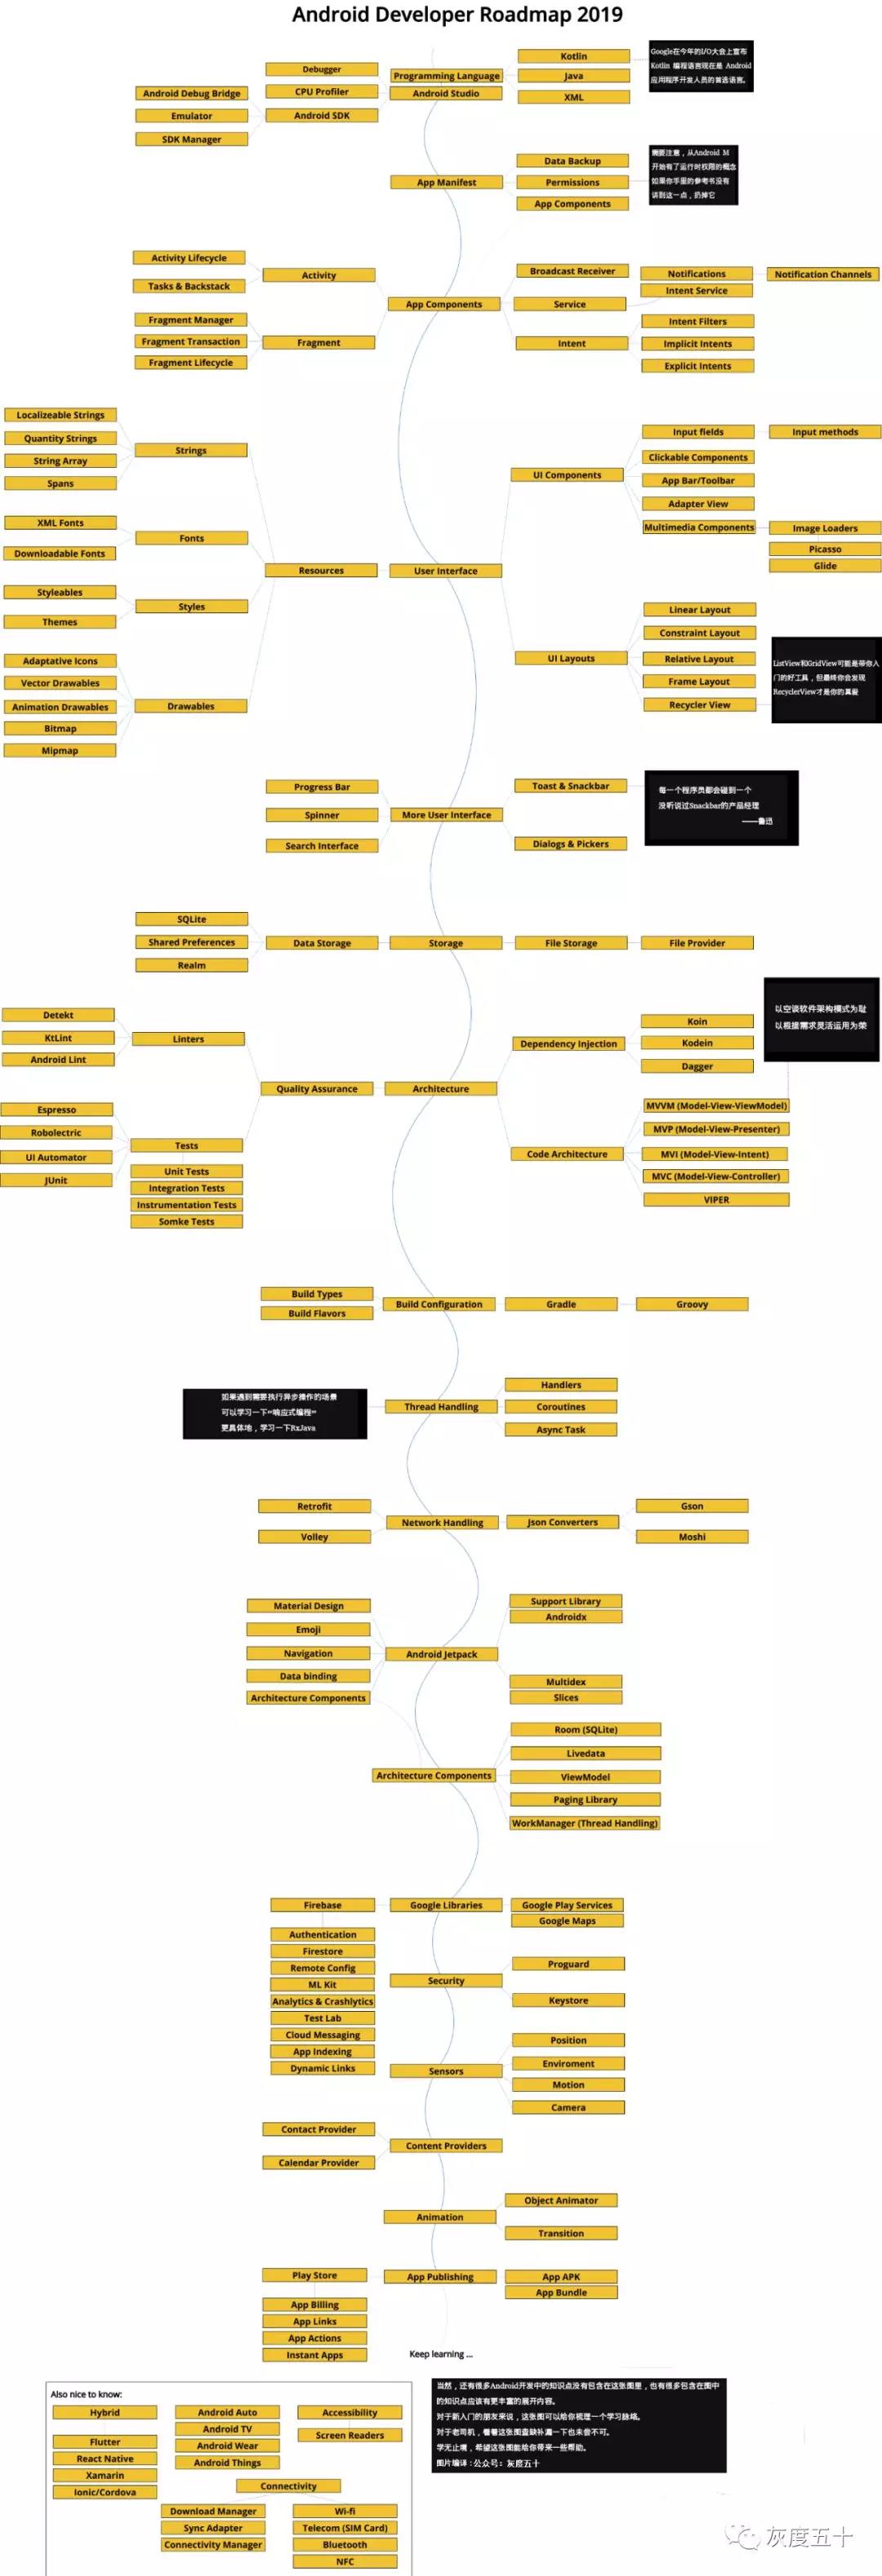 Android Developer Roadmap 2019
Debugger
CPU Profiler
Android SDK
Android Debug Bridge
Emulator
SDK Manager
Programming Language
Android Studio
Kotlin
Java
XML
Google在今年的I/O大会上宣布
Kotlin 编程语言现在是 Android
应用程序开发人员的首选语言。
App Manifest
Data Backup
Permissions
App Components
需要注意，从Android M
开始有了运行时权限的概念
如果你手里的参考书没有
讲到这一点，扔掉它
Activity Lifecycle
Tasks & Backstack
Activity
Fragment Manager
Fragment Transaction
Fragment Lifecycle
Fragment
App Components
Broadcast Receiver
Service
Intent
Notifications
Notification Channels
Intent Service
Intent Filters
Implicit Intents
Explicit Intents
Localizeable Strings
Quantity Strings
String Array
Spans
Strings
XML Fonts
Downloadable Fonts
Fonts
Styleables
Themes
Styles
Adaptative Icons
Vector Drawables
Animation Drawables
Bitmap
Mipmap
Drawables
Resources
User Interface
UI Components
Input fields
Input methods
Clickable Components
App Bar/Toolbar
Adapter View
Multimedia Components
Image Loaders
Picasso
Glide
UI Layouts
Linear Layout
Constraint Layout
Relative Layout
Frame Layout
Recycler View
ListView和GridView可能是带你入
门的好工具，但最终你会发现
RecyclerView才是你的真爱
Progress Bar
Spinner
Search Interface
More User Interface
Toast & Snackbar
Dialogs & Pickers
每一个程序员都会碰到一个
没听说过Snackbar的产品经理
——鲁迅
SQLite
Shared Preferences
Realm
Data Storage
Storage
File Storage
File Provider
Detekt
KtLint
Android Lint
Linters
Quality Assurance
Architecture
Espresso
Robolectric
UI Automator
JUnit
Tests
Unit Tests
Integration Tests
Instrumentation Tests
Somke Tests
Dependency Injection
Koin
Kodein
Dagger
以空谈软件架构模式为耻
以根据需求灵活运用为荣
Code Architecture
MVVM (Model-View-ViewModel)
MVP (Model-View-Presenter)
MVI (Model-View-Intent)
MVC (Model-View-Controller)
VIPER
Build Types
Build Flavors
Build Configuration
Gradle
Groovy
如果遇到需要执行异步操作的场景
可以学习一下“响应式编程”
更具体地，学习一下RxJava
Thread Handling
Handlers
Coroutines
Async Task
Retrofit
Volley
Network Handling
Json Converters
Gson
Moshi
Material Design
Emoji
Navigation
Data binding
Architecture Components
Android Jetpack
Support Library
Androidx
Multidex
Slices
Architecture Components
Room (SQLite)
Livedata
ViewModel
Paging Library
WorkManager (Thread Handling)
Firebase
Authentication
Firestore
Remote Config
ML Kit
Analytics & Crashlytics
Test Lab
Cloud Messaging
App Indexing
Dynamic Links
Google Libraries
Google Play Services
Google Maps
Security
Proguard
Keystore
Sensors
Position
Enviroment
Motion
Camera
Contact Provider
Calendar Provider
Content Providers
Animation
Object Animator
Transition
Play Store
App Billing
App Links
App Actions
Instant Apps
App Publishing
App APK
App Bundle
Keep learning ...
Also nice to know:
Hybrid
Flutter
React Native
Xamarin
Ionic/Cordova
Android Auto
Android TV
Android Wear
Android Things
Accessibility
Screen Readers
Connectivity
Download Manager
Sync Adapter
Connectivity Manager
Wi-fi
Telecom (SIM Card)
Bluetooth
NFC
当然，还有很多Android开发中的知识点没有包含在这张图里，也有很多包含在图中
的知识点应该有更丰富的展开内容。
对于新入门的朋友来说，这张图可以给你梳理一个学习脉络。
对于老司机，看着这张图查缺补漏一下也未尝不可。
学无止境，希望这张图能给你带来一些帮助。
图片编译：公众号：灰度五十
灰度五十